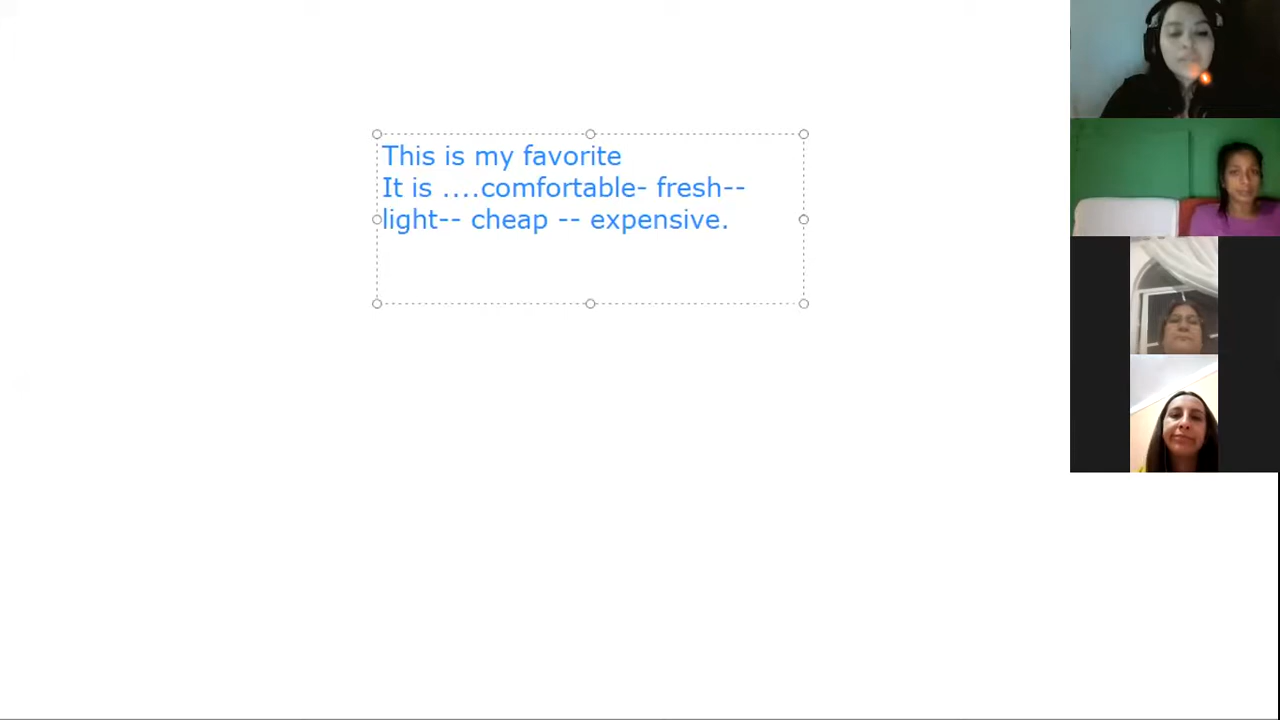 This is my favorite
It is ....comfortable- fresh--
light-- cheap -- expensive.